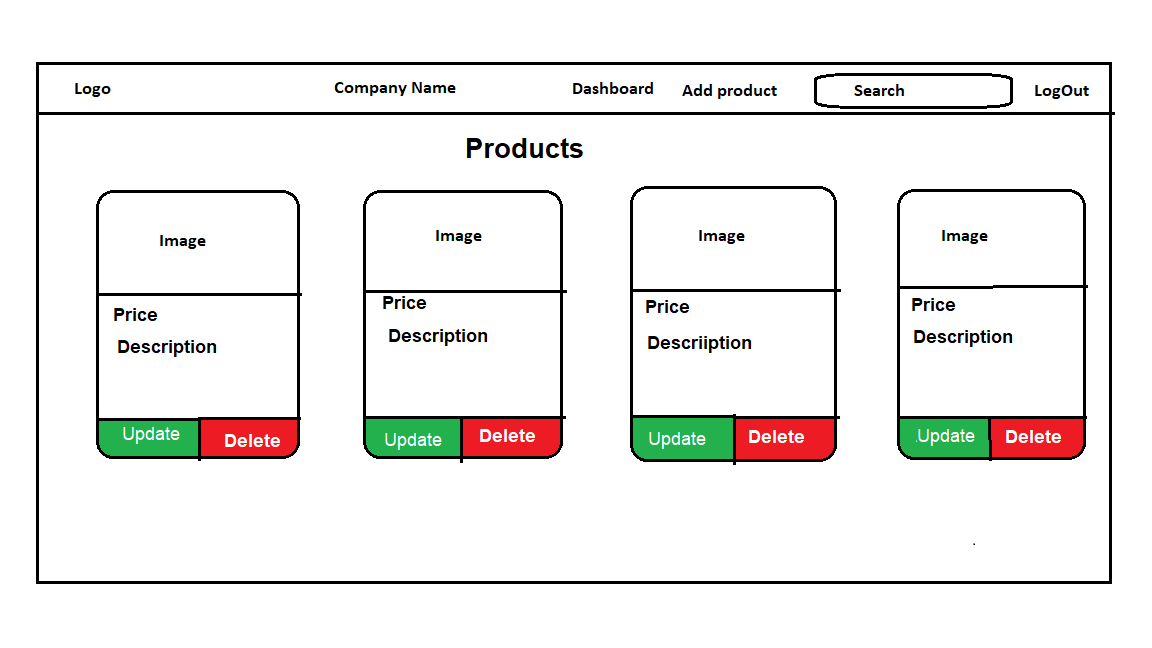 Logo
Company Name
Dashboard
Add product
Search
LogOut
Products
Image
Price
Description
Update
Delete
Image
Price
Description
Update
Delete
Image
Price
Descriiption
Update
Delete
Image
Price
Description
Update
Delete